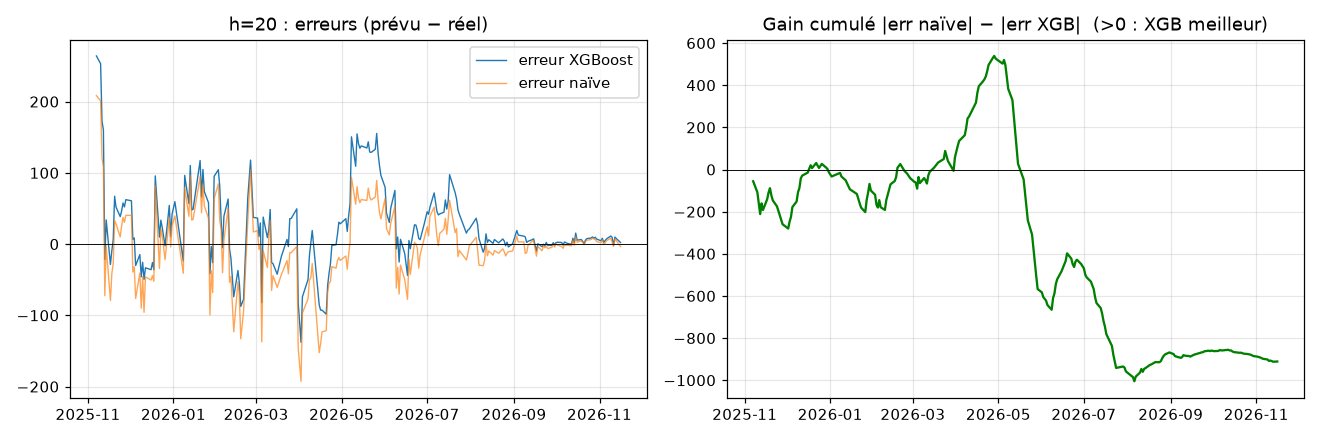 h=20 : erreurs (prévu − réel)
erreur XGBoost
erreur naïve
200
100
0
−100
−200
2025-11 2026-01 2026-03 2026-05 2026-07 2026-09 2026-11
Gain cumulé |err naïve| − |err XGB| (>0 : XGB meilleur)
600
400
200
0
−200
−400
−600
−800
−1000
2025-11 2026-01 2026-03 2026-05 2026-07 2026-09 2026-11